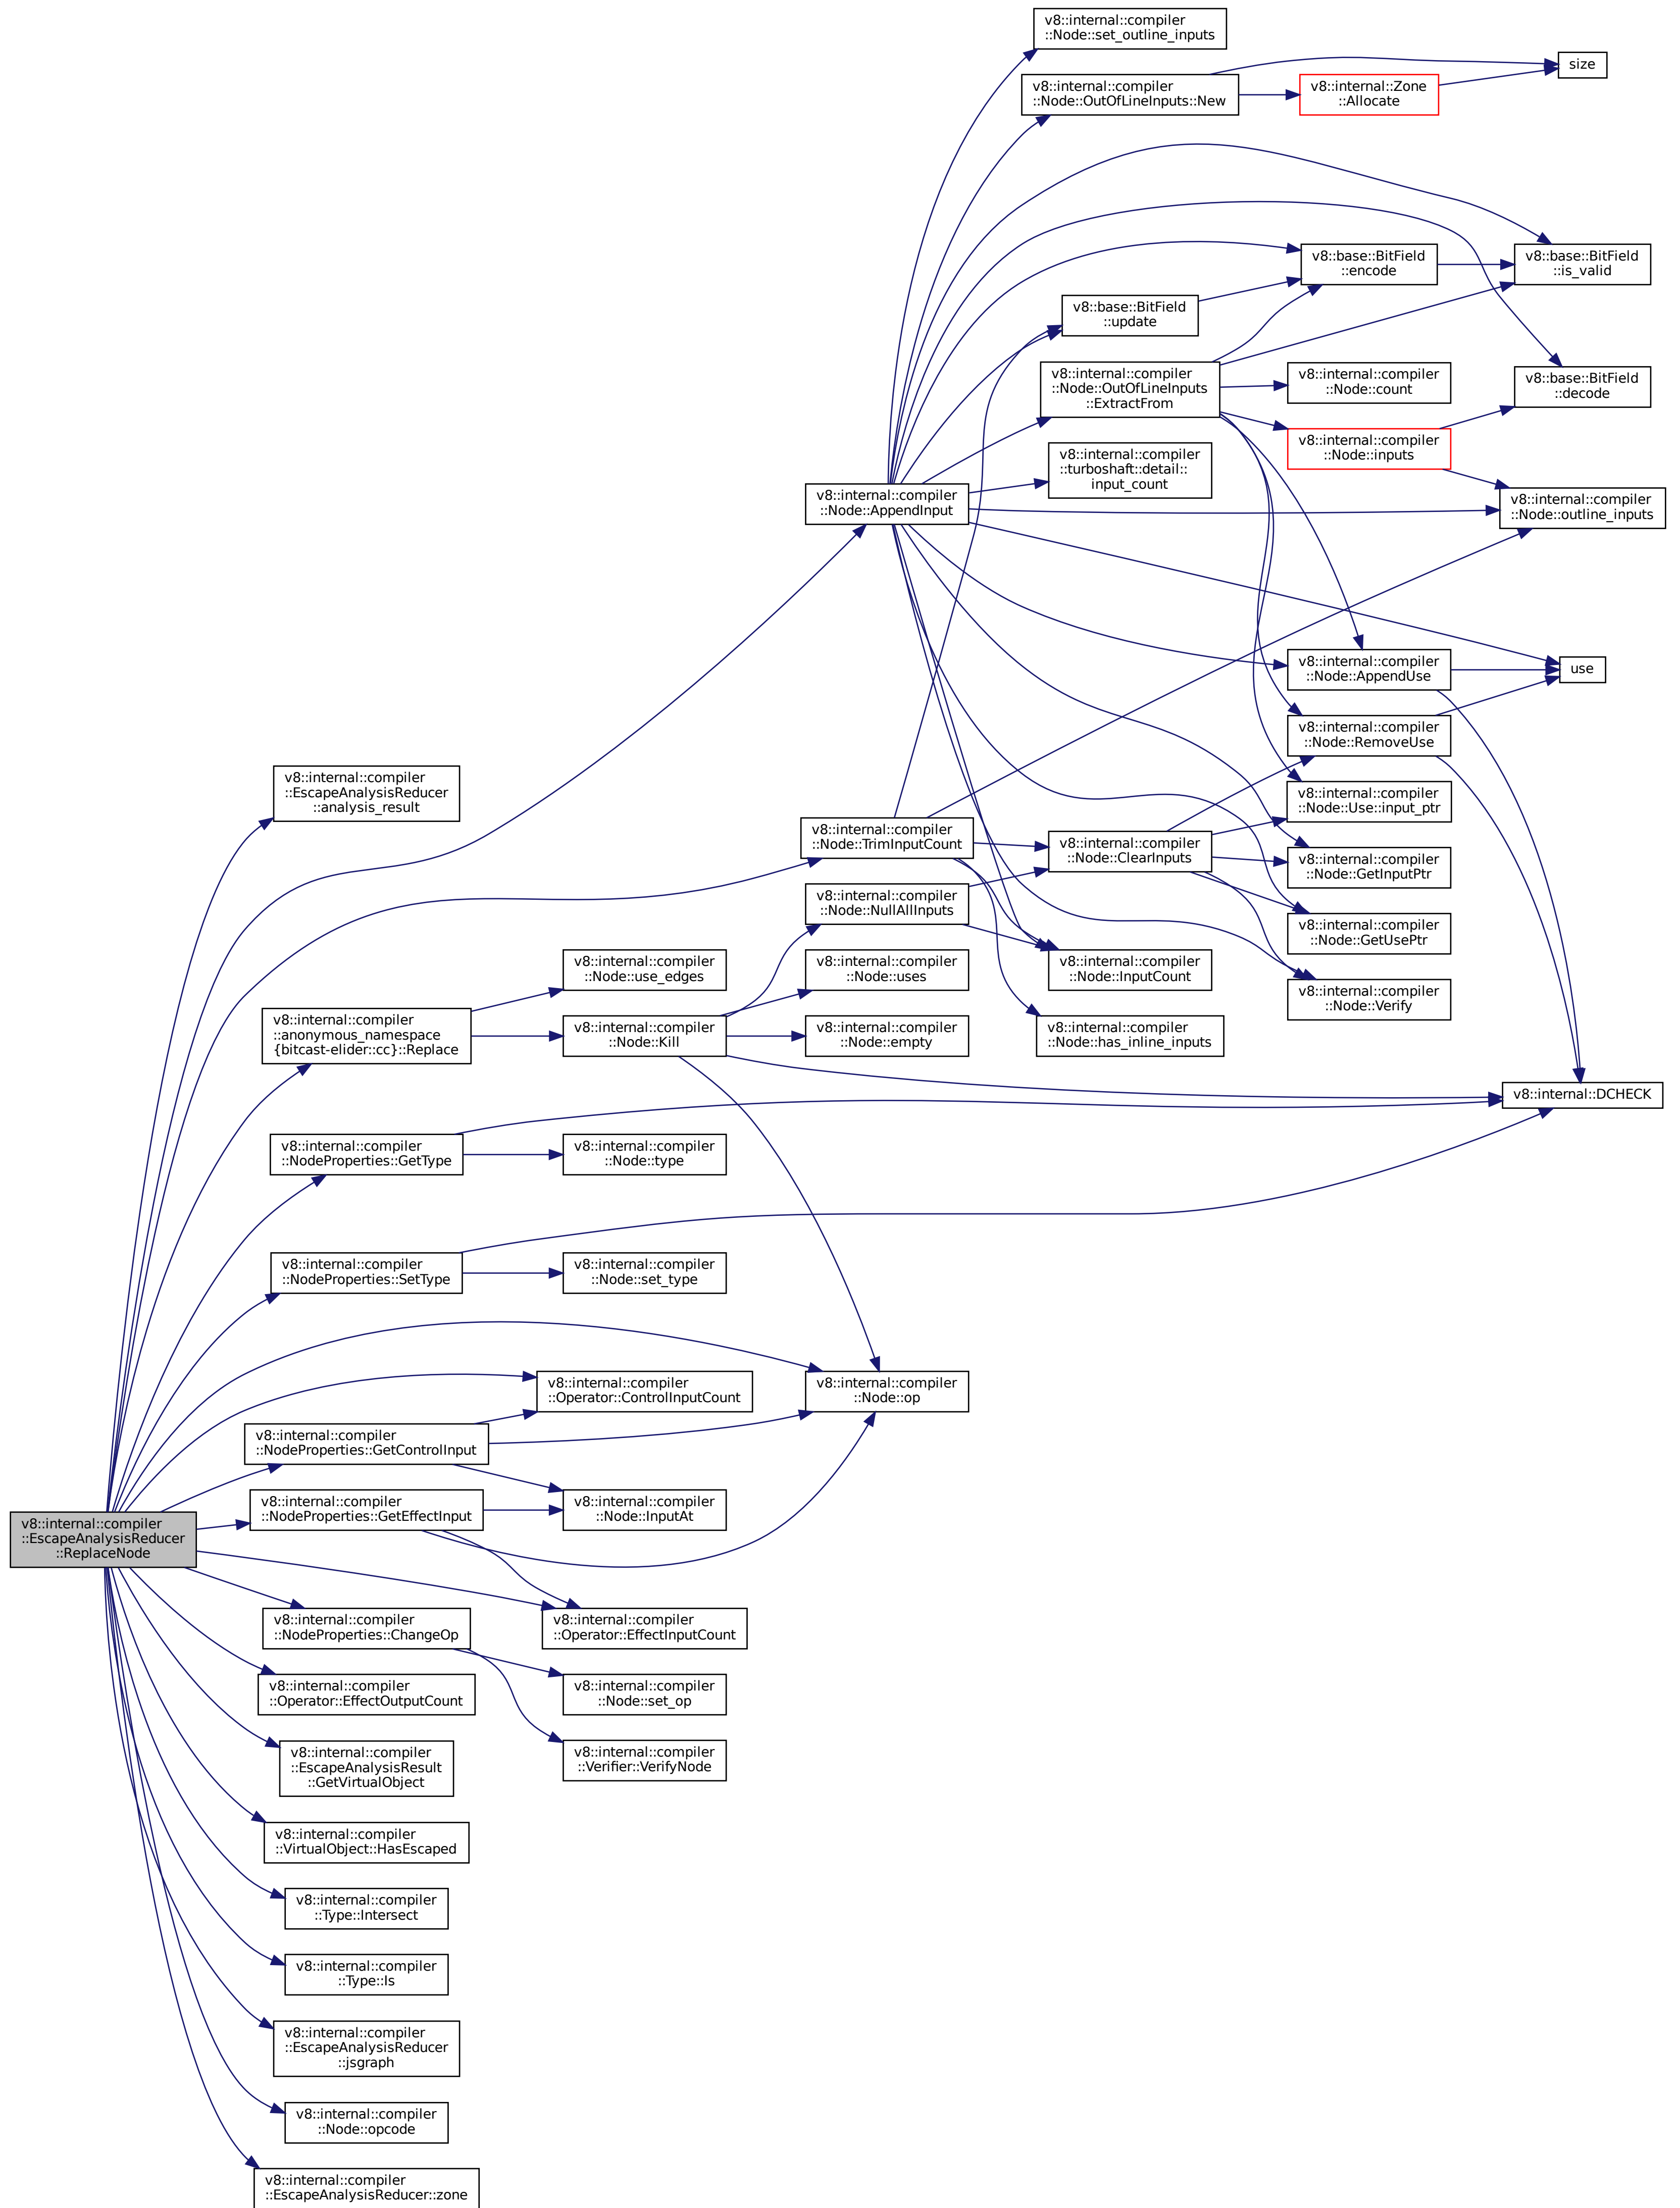 v8::internal::compiler
::Node::set_outline_inputs
v8::internal::compiler
::Node::OutOfLineInputs::New
v8::internal::Zone
::Allocate
size
v8::base::BitField
::encode
v8::base::BitField
::is_valid
v8::base::BitField
::update
v8::internal::compiler
::Node::OutOfLineInputs
::ExtractFrom
v8::internal::compiler
::Node::count
v8::base::BitField
::decode
v8::internal::compiler
::Node::inputs
v8::internal::compiler
::turboshaft::detail::
input_count
v8::internal::compiler
::Node::AppendInput
v8::internal::compiler
::Node::outline_inputs
v8::internal::compiler
::Node::AppendUse
use
v8::internal::compiler
::Node::RemoveUse
v8::internal::compiler
::EscapeAnalysisReducer
::analysis_result
v8::internal::compiler
::Node::Use::input_ptr
v8::internal::compiler
::Node::TrimInputCount
v8::internal::compiler
::Node::ClearInputs
v8::internal::compiler
::Node::GetInputPtr
v8::internal::compiler
::Node::NullAllInputs
v8::internal::compiler
::Node::GetUsePtr
v8::internal::compiler
::Node::use_edges
v8::internal::compiler
::Node::uses
v8::internal::compiler
::Node::InputCount
v8::internal::compiler
::Node::Verify
v8::internal::compiler
::anonymous_namespace
{bitcast-elider::cc}::Replace
v8::internal::compiler
::Node::Kill
v8::internal::compiler
::Node::empty
v8::internal::compiler
::Node::has_inline_inputs
v8::internal::DCHECK
v8::internal::compiler
::NodeProperties::GetType
v8::internal::compiler
::Node::type
v8::internal::compiler
::NodeProperties::SetType
v8::internal::compiler
::Node::set_type
v8::internal::compiler
::Operator::ControlInputCount
v8::internal::compiler
::Node::op
v8::internal::compiler
::NodeProperties::GetControlInput
v8::internal::compiler
::NodeProperties::GetEffectInput
v8::internal::compiler
::Node::InputAt
v8::internal::compiler
::EscapeAnalysisReducer
::ReplaceNode
v8::internal::compiler
::NodeProperties::ChangeOp
v8::internal::compiler
::Operator::EffectInputCount
v8::internal::compiler
::Operator::EffectOutputCount
v8::internal::compiler
::Node::set_op
v8::internal::compiler
::EscapeAnalysisResult
::GetVirtualObject
v8::internal::compiler
::Verifier::VerifyNode
v8::internal::compiler
::VirtualObject::HasEscaped
v8::internal::compiler
::Type::Intersect
v8::internal::compiler
::Type::Is
v8::internal::compiler
::EscapeAnalysisReducer
::jsgraph
v8::internal::compiler
::Node::opcode
v8::internal::compiler
::EscapeAnalysisReducer::zone